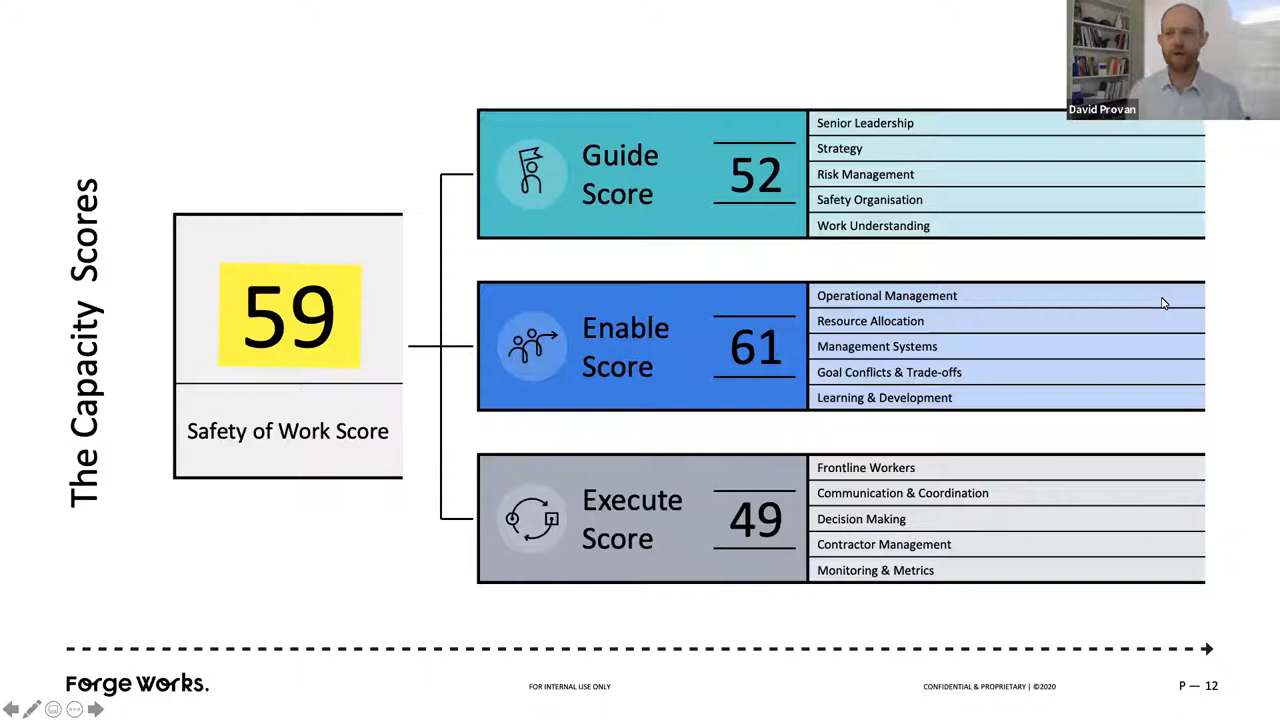 David Provan
The Capacity Scores
59
Safety of Work Score
Guide
Score
52
Senior Leadership
Strategy
Risk Management
Safety Organisation
Work Understanding
Enable
Score
61
Operational Management
Resource Allocation
Management Systems
Goal Conflicts & Trade-offs
Learning & Development
Execute
Score
49
Frontline Workers
Communication & Coordination
Decision Making
Contractor Management
Monitoring & Metrics
Forge Works.
FOR INTERNAL USE ONLY
CONFIDENTIAL & PROPRIETARY | ©2020
P — 12